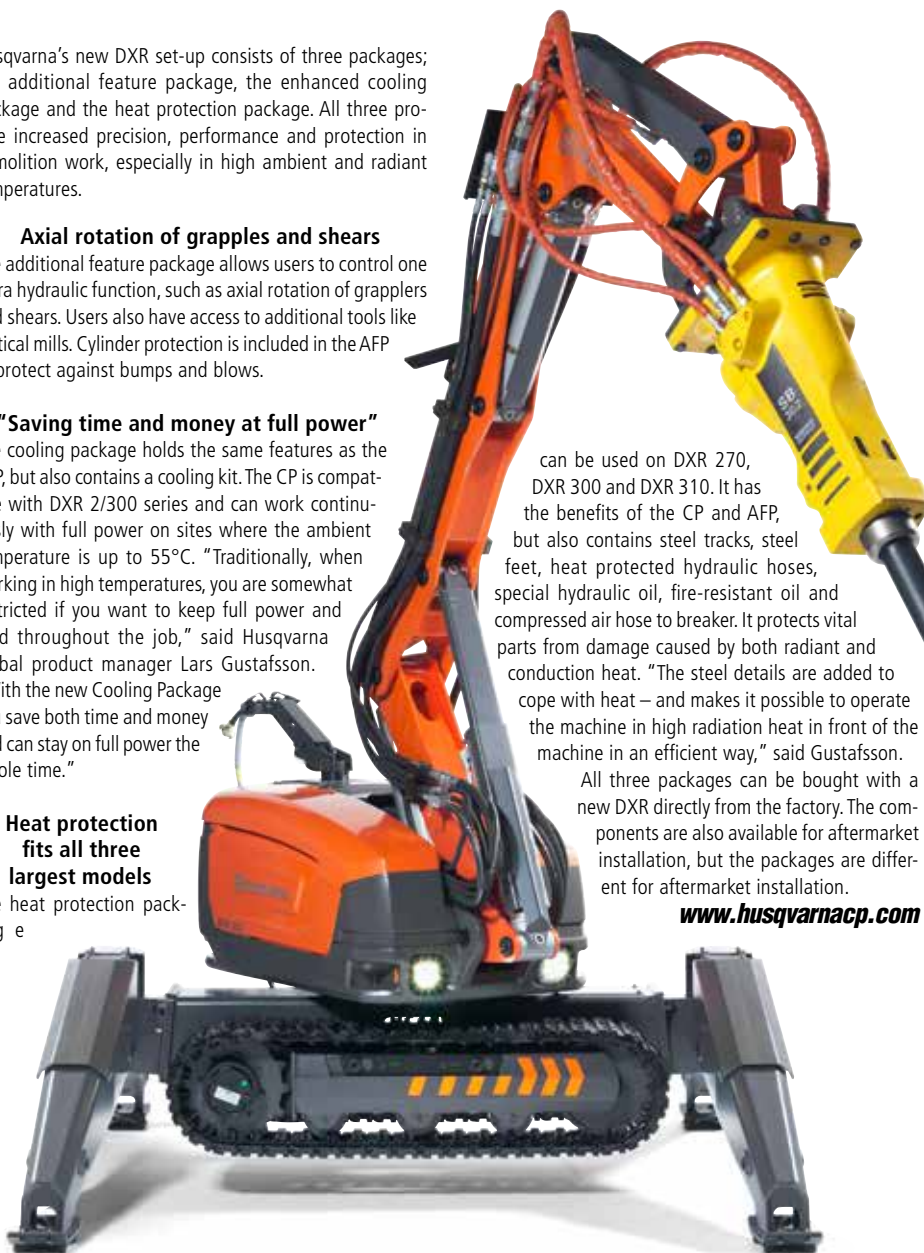 sqvarna's new DXR set-up consists of three packages;
additional feature package, the enhanced cooling
ckage and the heat protection package. All three pro-
e increased precision, performance and protection in
molition work, especially in high ambient and radiant
mperatures.
Axial rotation of grapples and shears
e additional feature package allows users to control one
ra hydraulic function, such as axial rotation of grapplers
d shears. Users also have access to additional tools like
tical mills. Cylinder protection is included in the AFP
protect against bumps and blows.
"Saving time and money at full power"
e cooling package holds the same features as the
P, but also contains a cooling kit. The CP is compat-
e with DXR 2/300 series and can work continu-
sly with full power on sites where the ambient
mperature is up to 55°C. "Traditionally, when
rking in high temperatures, you are somewhat
tricted if you want to keep full power and
d throughout the job," said Husqvarna
bal product manager Lars Gustafsson.
ith the new Cooling Package
save both time and money
d can stay on full power the
ole time."
Heat protection
fits all three
largest models
e heat protection pack-
g e
can be used on DXR 270,
DXR 300 and DXR 310. It has
the benefits of the CP and AFP,
but also contains steel tracks, steel
feet, heat protected hydraulic hoses,
special hydraulic oil, fire-resistant oil and
compressed air hose to breaker. It protects vital
parts from damage caused by both radiant and
conduction heat. "The steel details are added to
cope with heat – and makes it possible to operate
the machine in high radiation heat in front of the
machine in an efficient way," said Gustafsson.
All three packages can be bought with a
new DXR directly from the factory. The com-
ponents are also available for aftermarket
installation, but the packages are differ-
ent for aftermarket installation.
www.husqvarnacp.com
SB